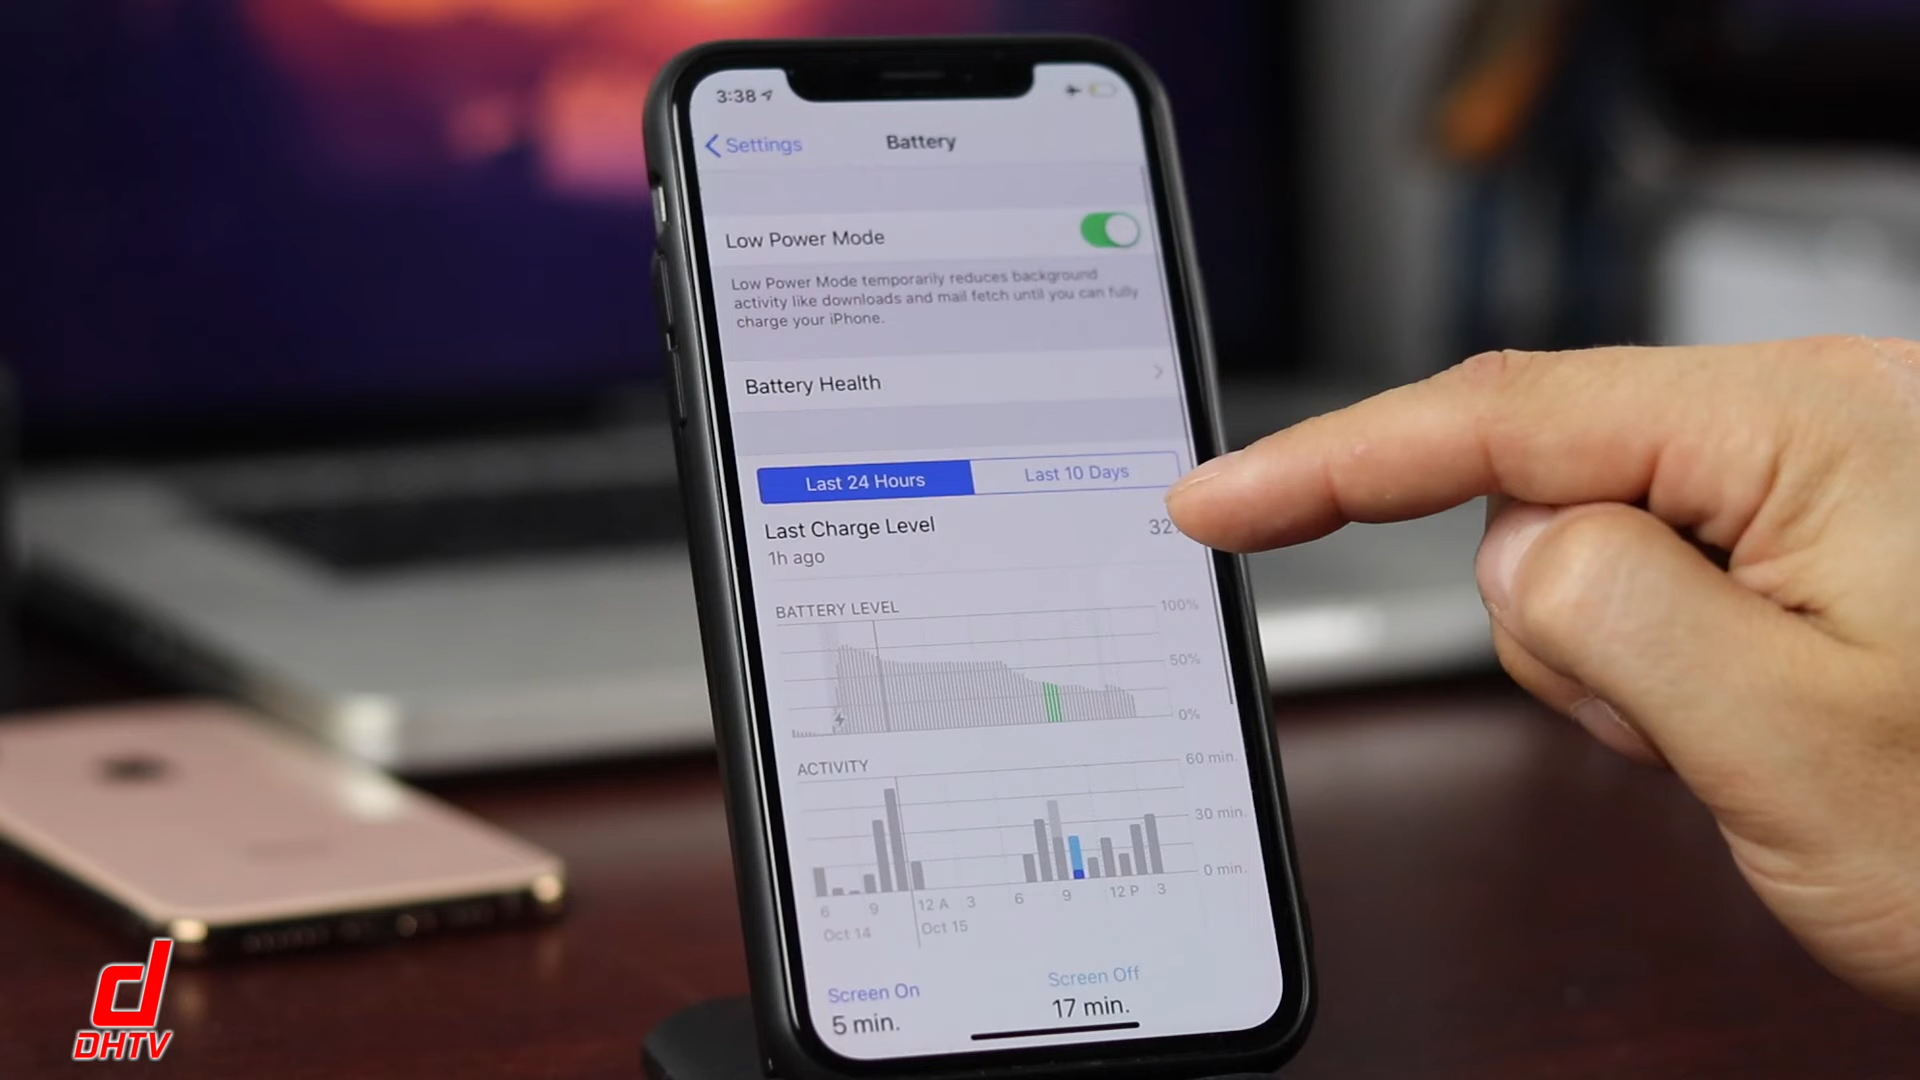 3:38
Settings
Battery
Low Power Mode
Low Power Mode temporarily reduces background
activity like downloads and mail fetch until you can fully
charge your iPhone.
Battery Health
Last 24 Hours
Last 10 Days
Last Charge Level
32
1h ago
BATTERY LEVEL
100%
50%
0%
ACTIVITY
60 min.
30 min.
0 min.
6 9 12 A 3 6 9 12 P 3
Oct 14 Oct 15
Screen On
Screen Off
5 min.
17 min.
d
DHTV